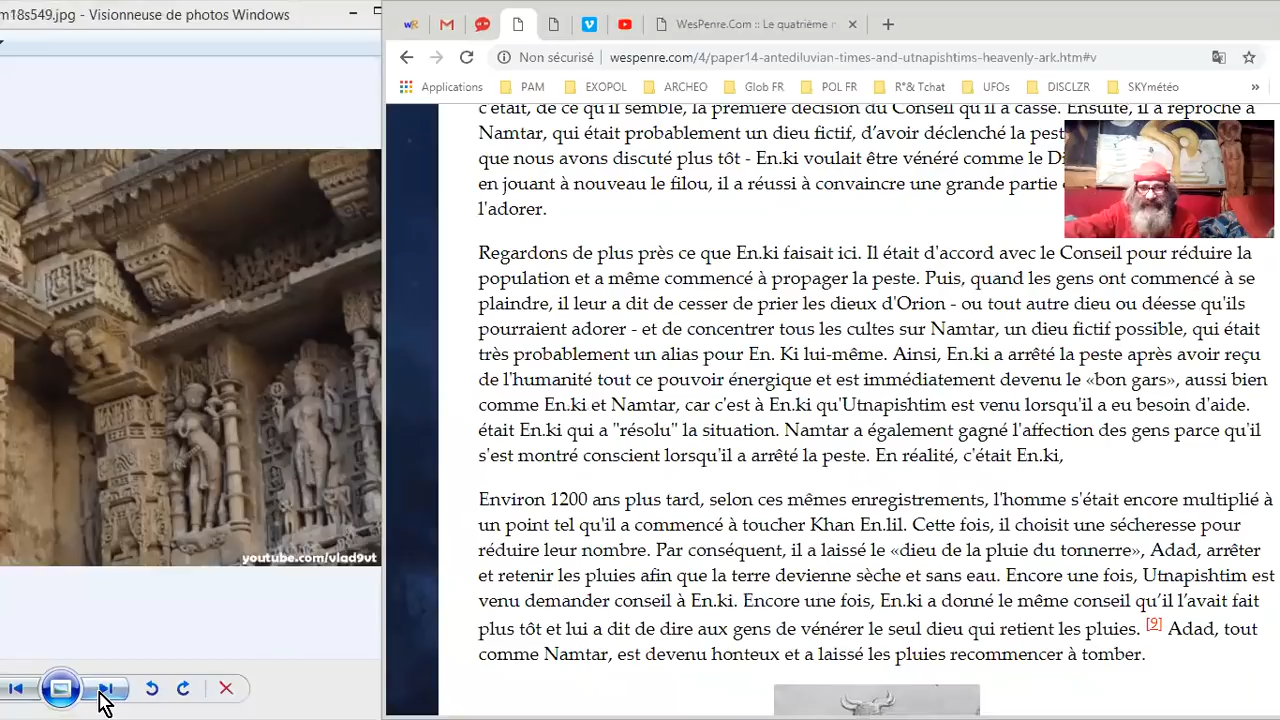 m18s549.jpg - Visionneuse de photos Windows
WesPenre.Com :: Le quatrième
Non sécurisé | wespenre.com/4/paper14-antediluvian-times-and-utnapishtims-heavenly-ark.htm#v
Applications PAM EXOPOL ARCHEO Glob FR POL FR R°& Tchat UFOs DISCLZR SKYmétéo »
c'était, de ce qu'il semble, la première décision du Conseil qu'il a cassé. Ensuite, il a reproché à
Namtar, qui était probablement un dieu fictif, d'avoir déclenché la
que nous avons discuté plus tôt - En.ki voulait être vénéré comme le
en jouant à nouveau le filou, il a réussi à convaincre une grande partie
l'adorer.
Regardons de plus près ce que En.ki faisait ici. Il était d'accord avec le Conseil pour réduire la
population et a même commencé à propager la peste. Puis, quand les gens ont commencé à se
plaindre, il leur a dit de cesser de prier les dieux d'Orion - ou tout autre dieu ou déesse qu'ils
pourraient adorer - et de concentrer tous les cultes sur Namtar, un dieu fictif possible, qui était
très probablement un alias pour En. Ki lui-même. Ainsi, En.ki a arrêté la peste après avoir reçu
de l'humanité tout ce pouvoir énergique et est immédiatement devenu le «bon gars», aussi bien
comme En.ki et Namtar, car c'est à En.ki qu'Utnapishtim est venu lorsqu'il a eu besoin d'aide.
était En.ki qui a "résolu" la situation. Namtar a également gagné l'affection des gens parce qu'il
s'est montré conscient lorsqu'il a arrêté la peste. En réalité, c'était En.ki,
Environ 1200 ans plus tard, selon ces mêmes enregistrements, l'homme s'était encore multiplié à
un point tel qu'il a commencé à toucher Khan En.lil. Cette fois, il choisit une sécheresse pour
réduire leur nombre. Par conséquent, il a laissé le «dieu de la pluie du tonnerre», Adad, arrêter
et retenir les pluies afin que la terre devienne sèche et sans eau. Encore une fois, Utnapishtim est
venu demander conseil à En.ki. Encore une fois, En.ki a donné le même conseil qu'il l'avait fait
plus tôt et lui a dit de dire aux gens de vénérer le seul dieu qui retient les pluies. [9] Adad, tout
comme Namtar, est devenu honteux et a laissé les pluies recommencer à tomber.
youtube.com/vlad9vt